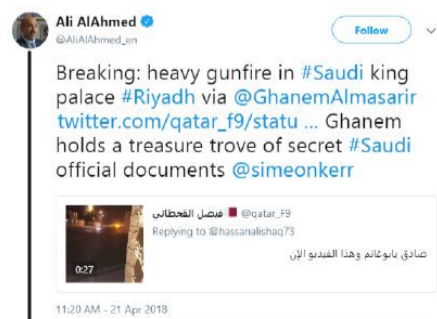 Ali AlAhmed
@AliAlAhmed_en
Follow
Breaking: heavy gunfire in #Saudi king
palace #Riyadh via @GhanemAlmasarir
twitter.com/qatar_f9/statu ... Ghanem
holds a treasure trove of secret #Saudi
official documents @simeonkerr
فيصل القحطاني @qatar_F9
Replying to @hassanalishaq73
صادق يابوغانم وهذا الفيديو الآن
0:27
11:20 AM - 21 Apr 2018